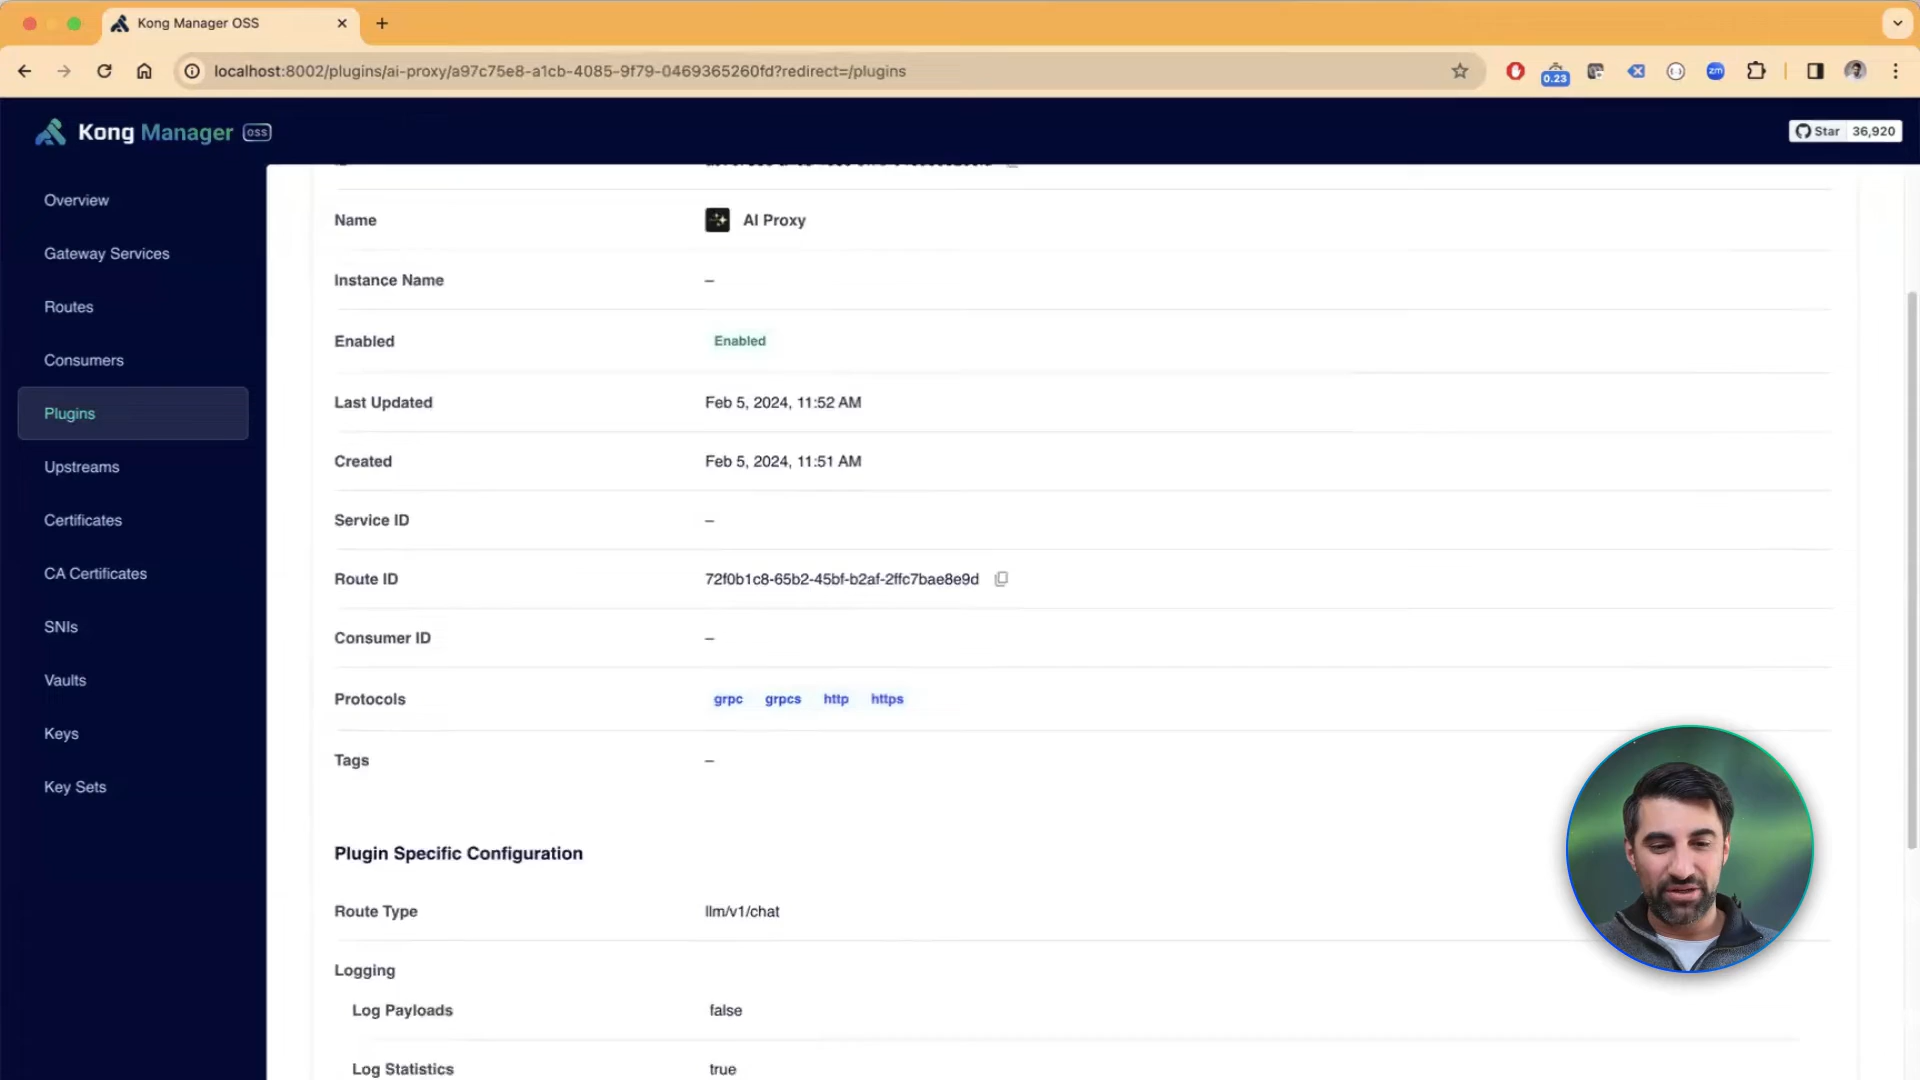 Kong Manager OSS
localhost:8002/plugins/ai-proxy/a97c75e8-a1cb-4085-9f79-0469365260fd?redirect=/plugins
0.23
zm
Kong Manager OSS
Star 36,920
Overview
Gateway Services
Routes
Consumers
Plugins
Upstreams
Certificates
CA Certificates
SNIs
Vaults
Keys
Key Sets
Name AI Proxy
Instance Name –
Enabled Enabled
Last Updated Feb 5, 2024, 11:52 AM
Created Feb 5, 2024, 11:51 AM
Service ID –
Route ID 72f0b1c8-65b2-45bf-b2af-2ffc7bae8e9d
Consumer ID –
Protocols grpc grpcs http https
Tags –
Plugin Specific Configuration
Route Type llm/v1/chat
Logging
Log Payloads false
Log Statistics true